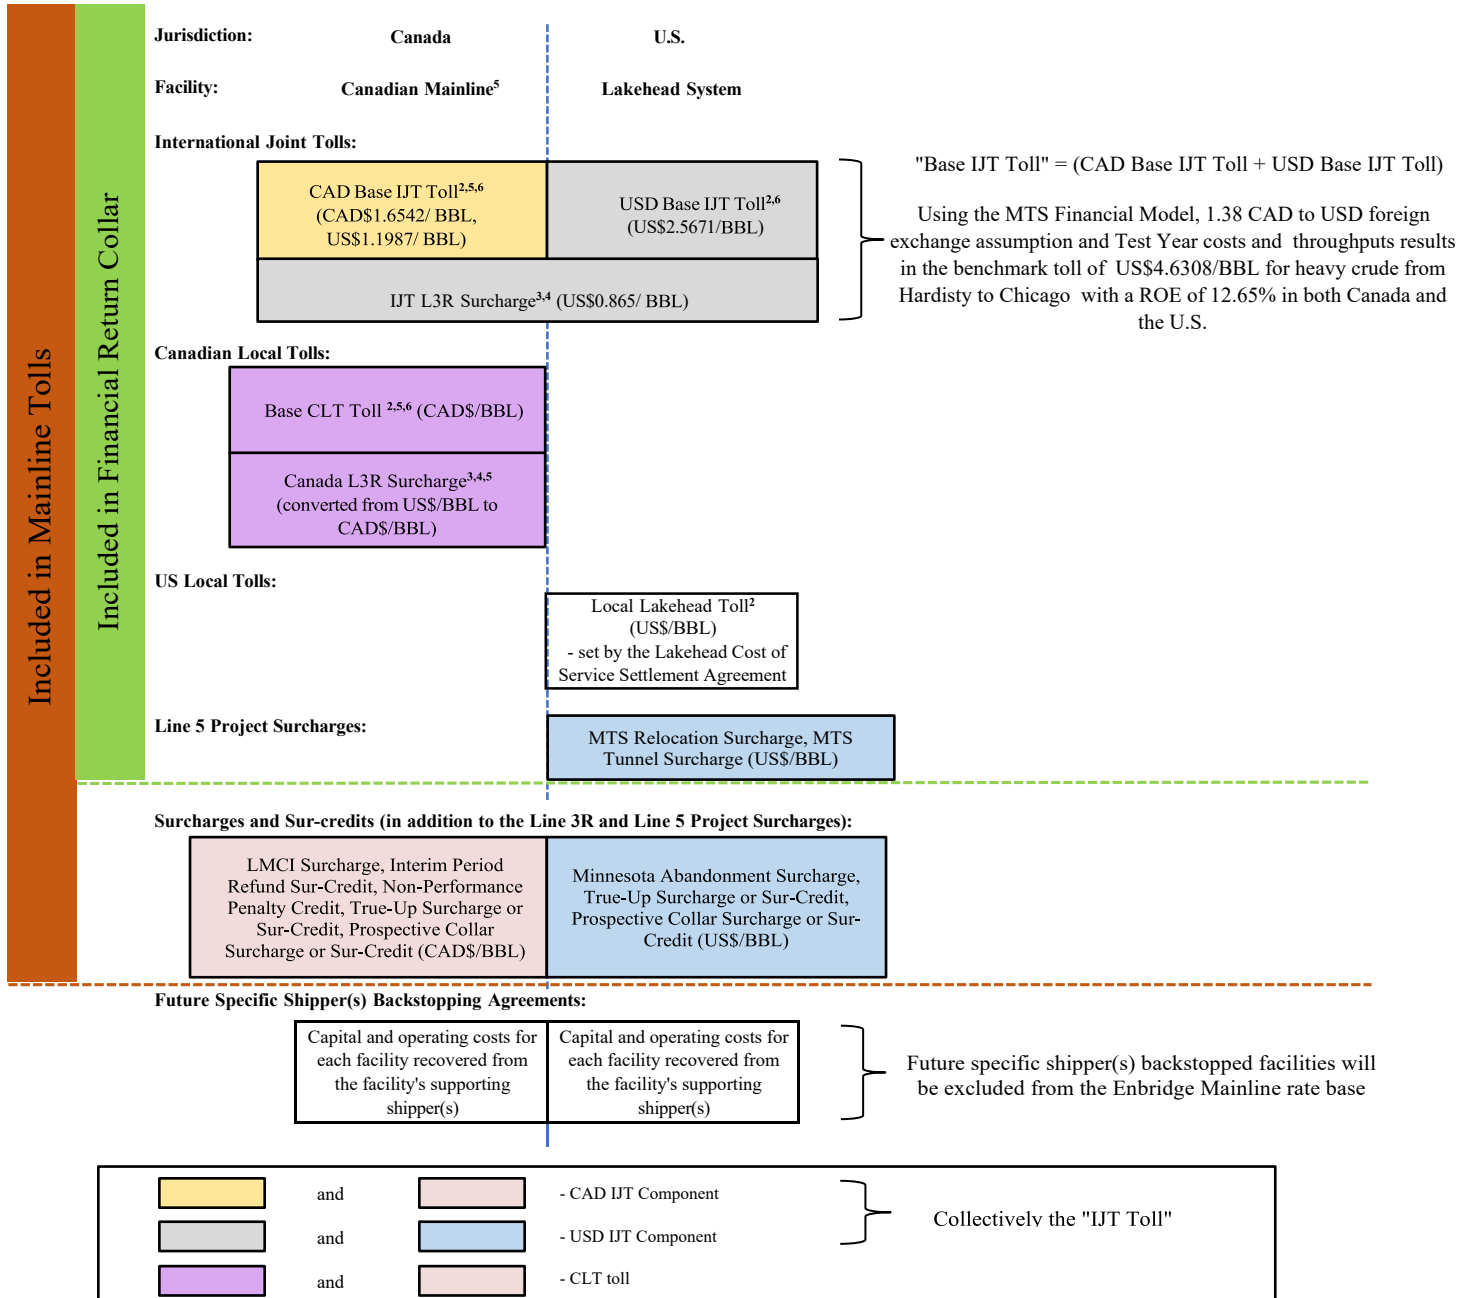 Included in Mainline Tolls
Included in Financial Return Collar
Jurisdiction: Canada U.S.
Facility: Canadian Mainline5 Lakehead System
International Joint Tolls:
CAD Base IJT Toll2,5,6
(CAD$1.6542/ BBL,
US$1.1987/ BBL)
USD Base IJT Toll2,6
(US$2.5671/BBL)
IJT L3R Surcharge3,4 (US$0.865/ BBL)
"Base IJT Toll" = (CAD Base IJT Toll + USD Base IJT Toll)
Using the MTS Financial Model, 1.38 CAD to USD foreign
exchange assumption and Test Year costs and throughputs results
in the benchmark toll of US$4.6308/BBL for heavy crude from
Hardisty to Chicago with a ROE of 12.65% in both Canada and
the U.S.
Canadian Local Tolls:
Base CLT Toll 2,5,6 (CAD$/BBL)
Canada L3R Surcharge3,4,5
(converted from US$/BBL to
CAD$/BBL)
US Local Tolls:
Local Lakehead Toll2
(US$/BBL)
- set by the Lakehead Cost of
Service Settlement Agreement
Line 5 Project Surcharges:
MTS Relocation Surcharge, MTS
Tunnel Surcharge (US$/BBL)
Surcharges and Sur-credits (in addition to the Line 3R and Line 5 Project Surcharges):
LMCI Surcharge, Interim Period
Refund Sur-Credit, Non-Performance
Penalty Credit, True-Up Surcharge or
Sur-Credit, Prospective Collar
Surcharge or Sur-Credit (CAD$/BBL)
Minnesota Abandonment Surcharge,
True-Up Surcharge or Sur-Credit,
Prospective Collar Surcharge or Sur-
Credit (US$/BBL)
Future Specific Shipper(s) Backstopping Agreements:
Capital and operating costs for
each facility recovered from
the facility's supporting
shipper(s)
Capital and operating costs for
each facility recovered from
the facility's supporting
shipper(s)
Future specific shipper(s) backstopped facilities will
be excluded from the Enbridge Mainline rate base
and - CAD IJT Component
and - USD IJT Component
Collectively the "IJT Toll"
and - CLT toll